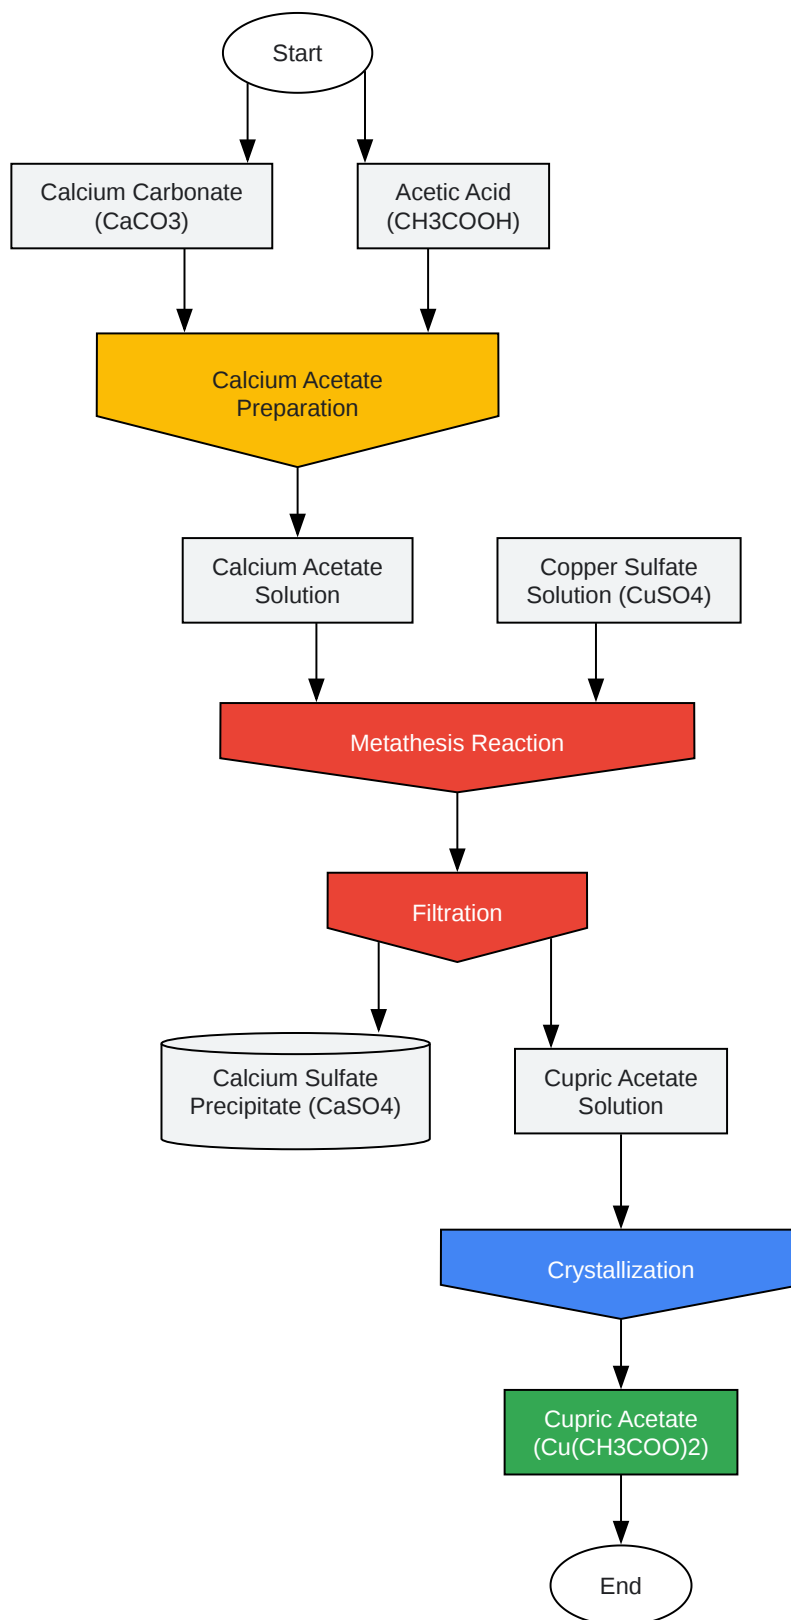 Start
Calcium Carbonate
(CaCO3)
Acetic Acid
(CH3COOH)
Calcium Acetate
Preparation
Calcium Acetate
Solution
Copper Sulfate
Solution (CuSO4)
Metathesis Reaction
Filtration
Calcium Sulfate
Precipitate (CaSO4)
Cupric Acetate
Solution
Crystallization
Cupric Acetate
(Cu(CH3COO)2)
End